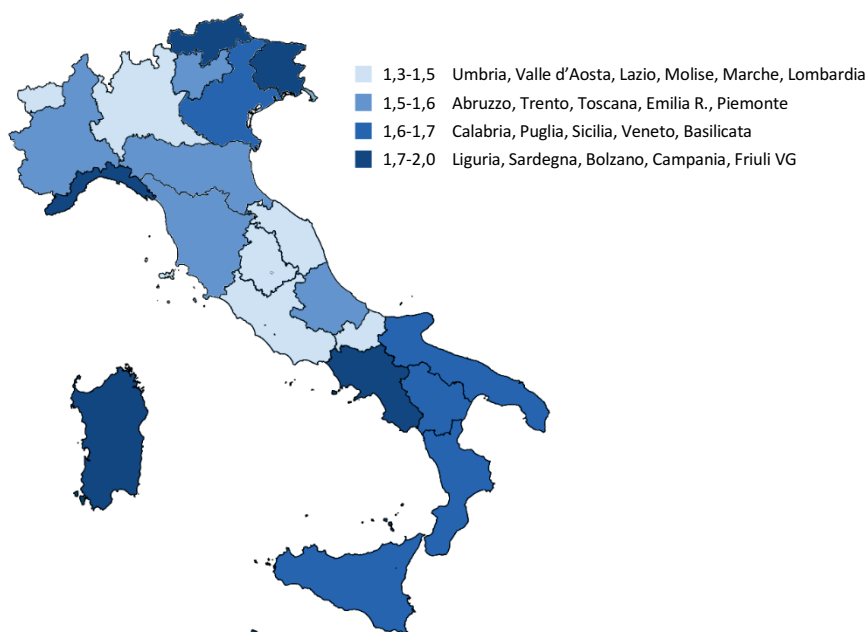 1,3-1,5 Umbria, Valle d’Aosta, Lazio, Molise, Marche, Lombardia
1,5-1,6 Abruzzo, Trento, Toscana, Emilia R., Piemonte
1,6-1,7 Calabria, Puglia, Sicilia, Veneto, Basilicata
1,7-2,0 Liguria, Sardegna, Bolzano, Campania, Friuli VG